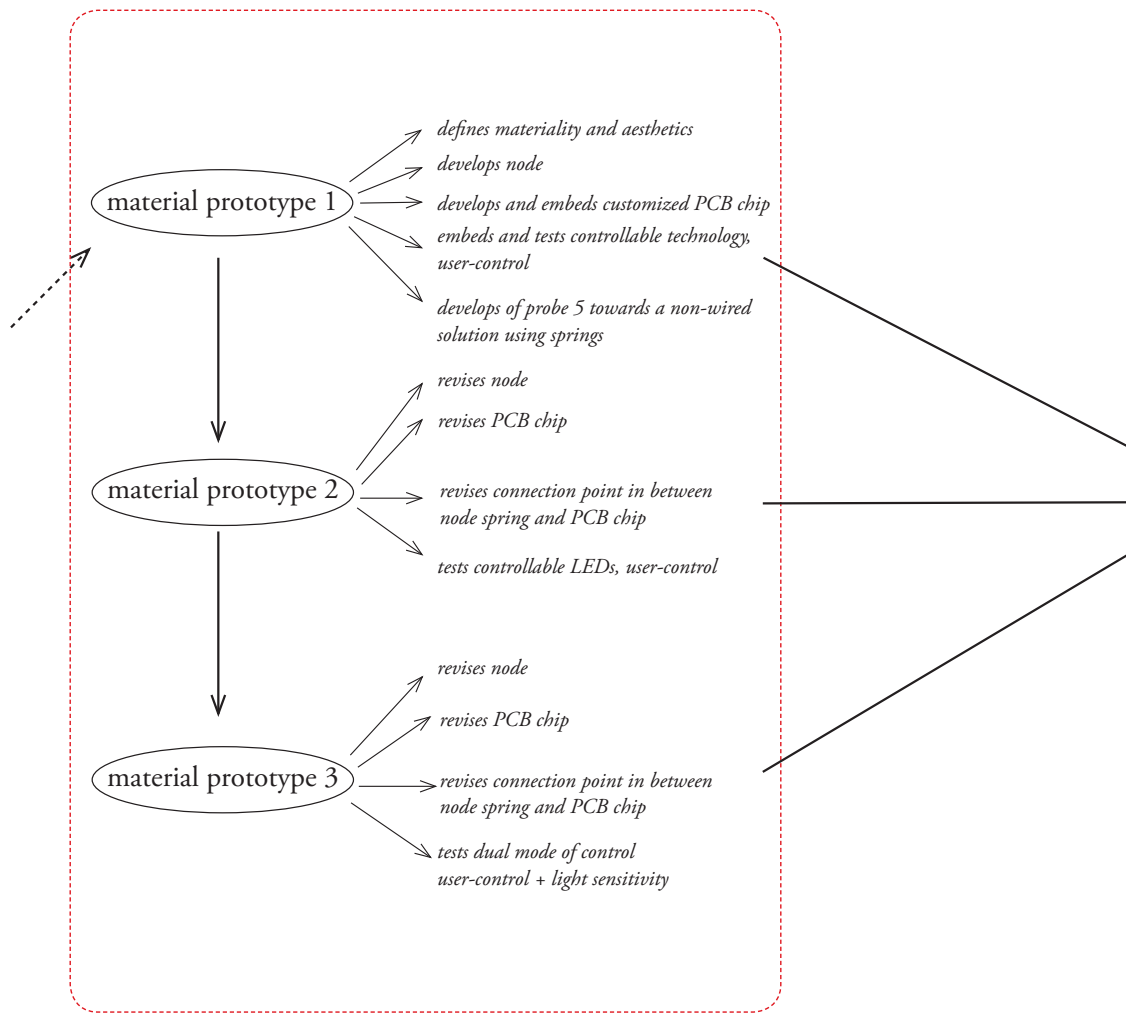 defines materiality and aesthetics
develops node
material prototype 1
develops and embeds customized PCB chip
embeds and tests controllable technology,
user-control
develops of probe 5 towards a non-wired
solution using springs
revises node
revises PCB chip
material prototype 2
revises connection point in between
node spring and PCB chip
tests controllable LEDs, user-control
revises node
revises PCB chip
material prototype 3
revises connection point in between
node spring and PCB chip
tests dual mode of control
user-control + light sensitivity